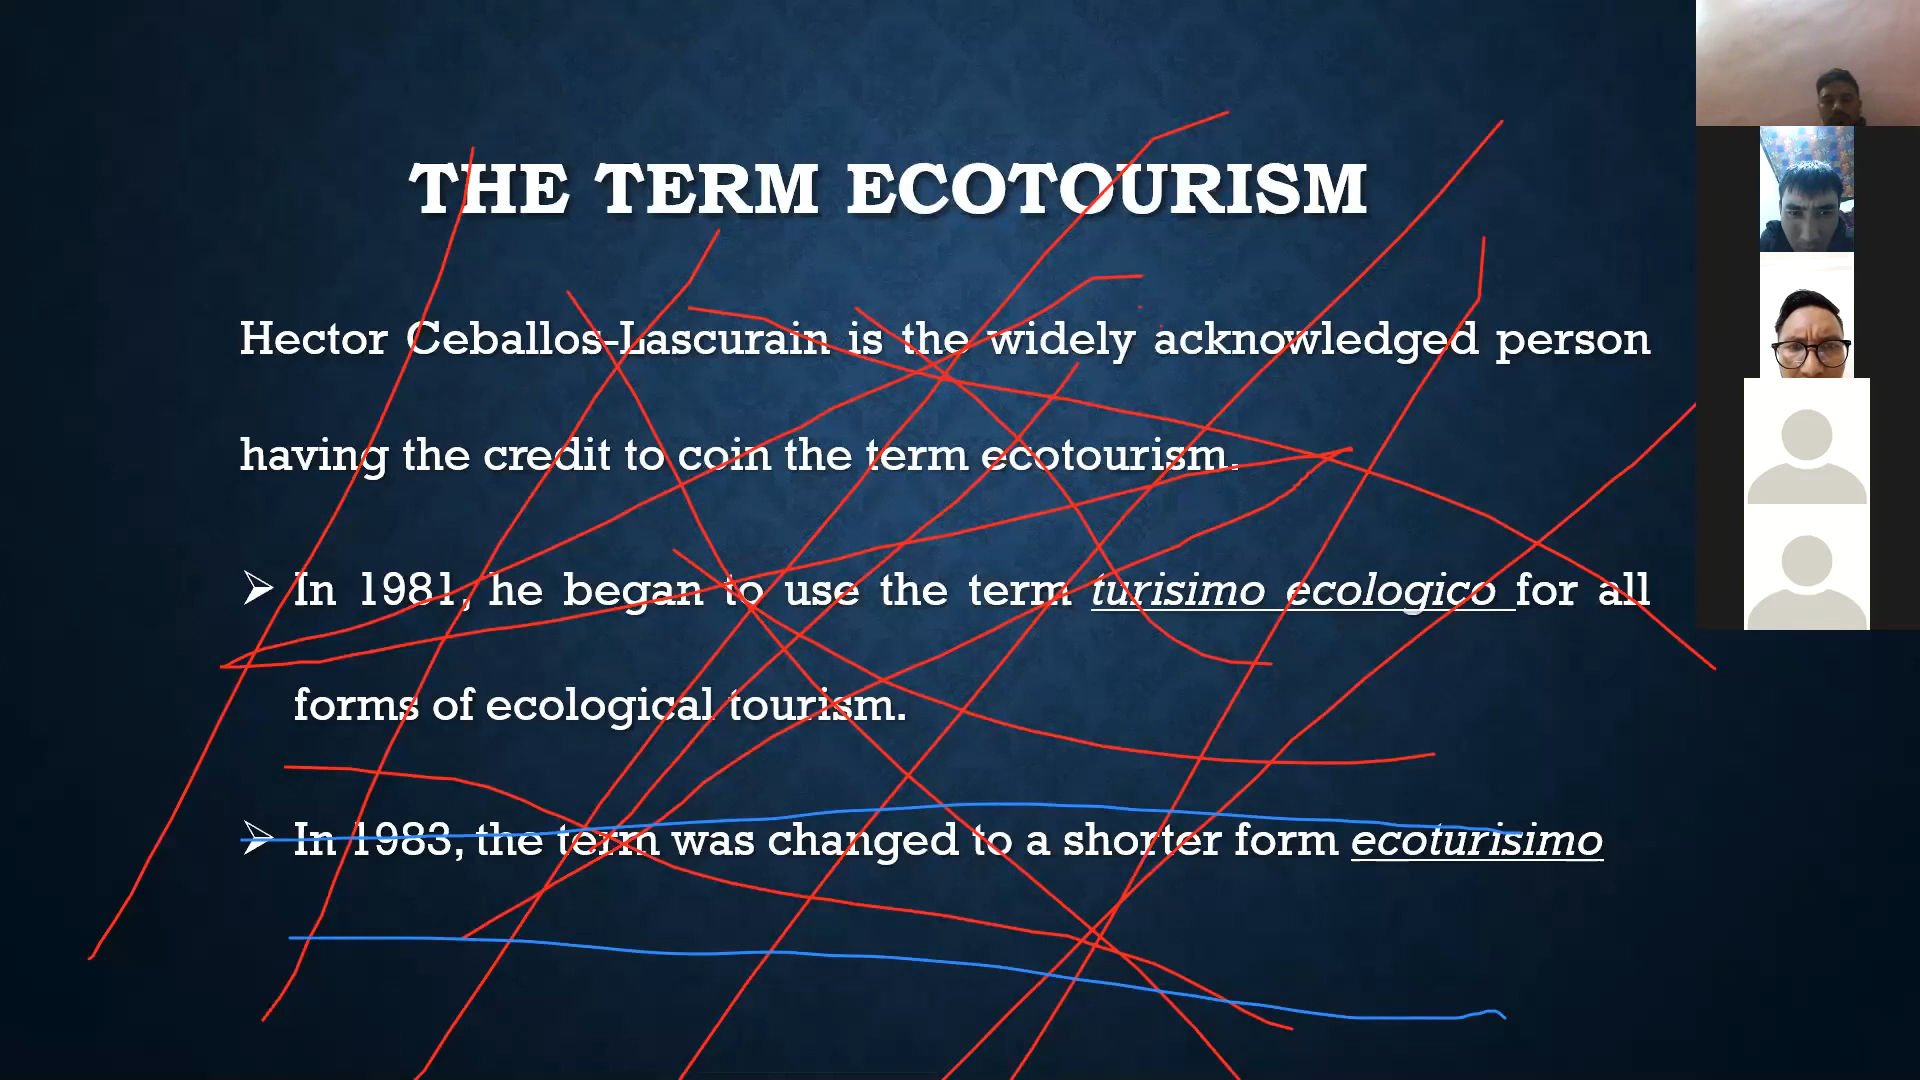 THE TERM ECOTOURISM
Hector Ceballos-Lascurain is the widely acknowledged person
having the credit to coin the term ecotourism.
➢ In 1981, he began to use the term turisimo ecologico for all
forms of ecological tourism.
➢ In 1983, the term was changed to a shorter form ecoturisimo